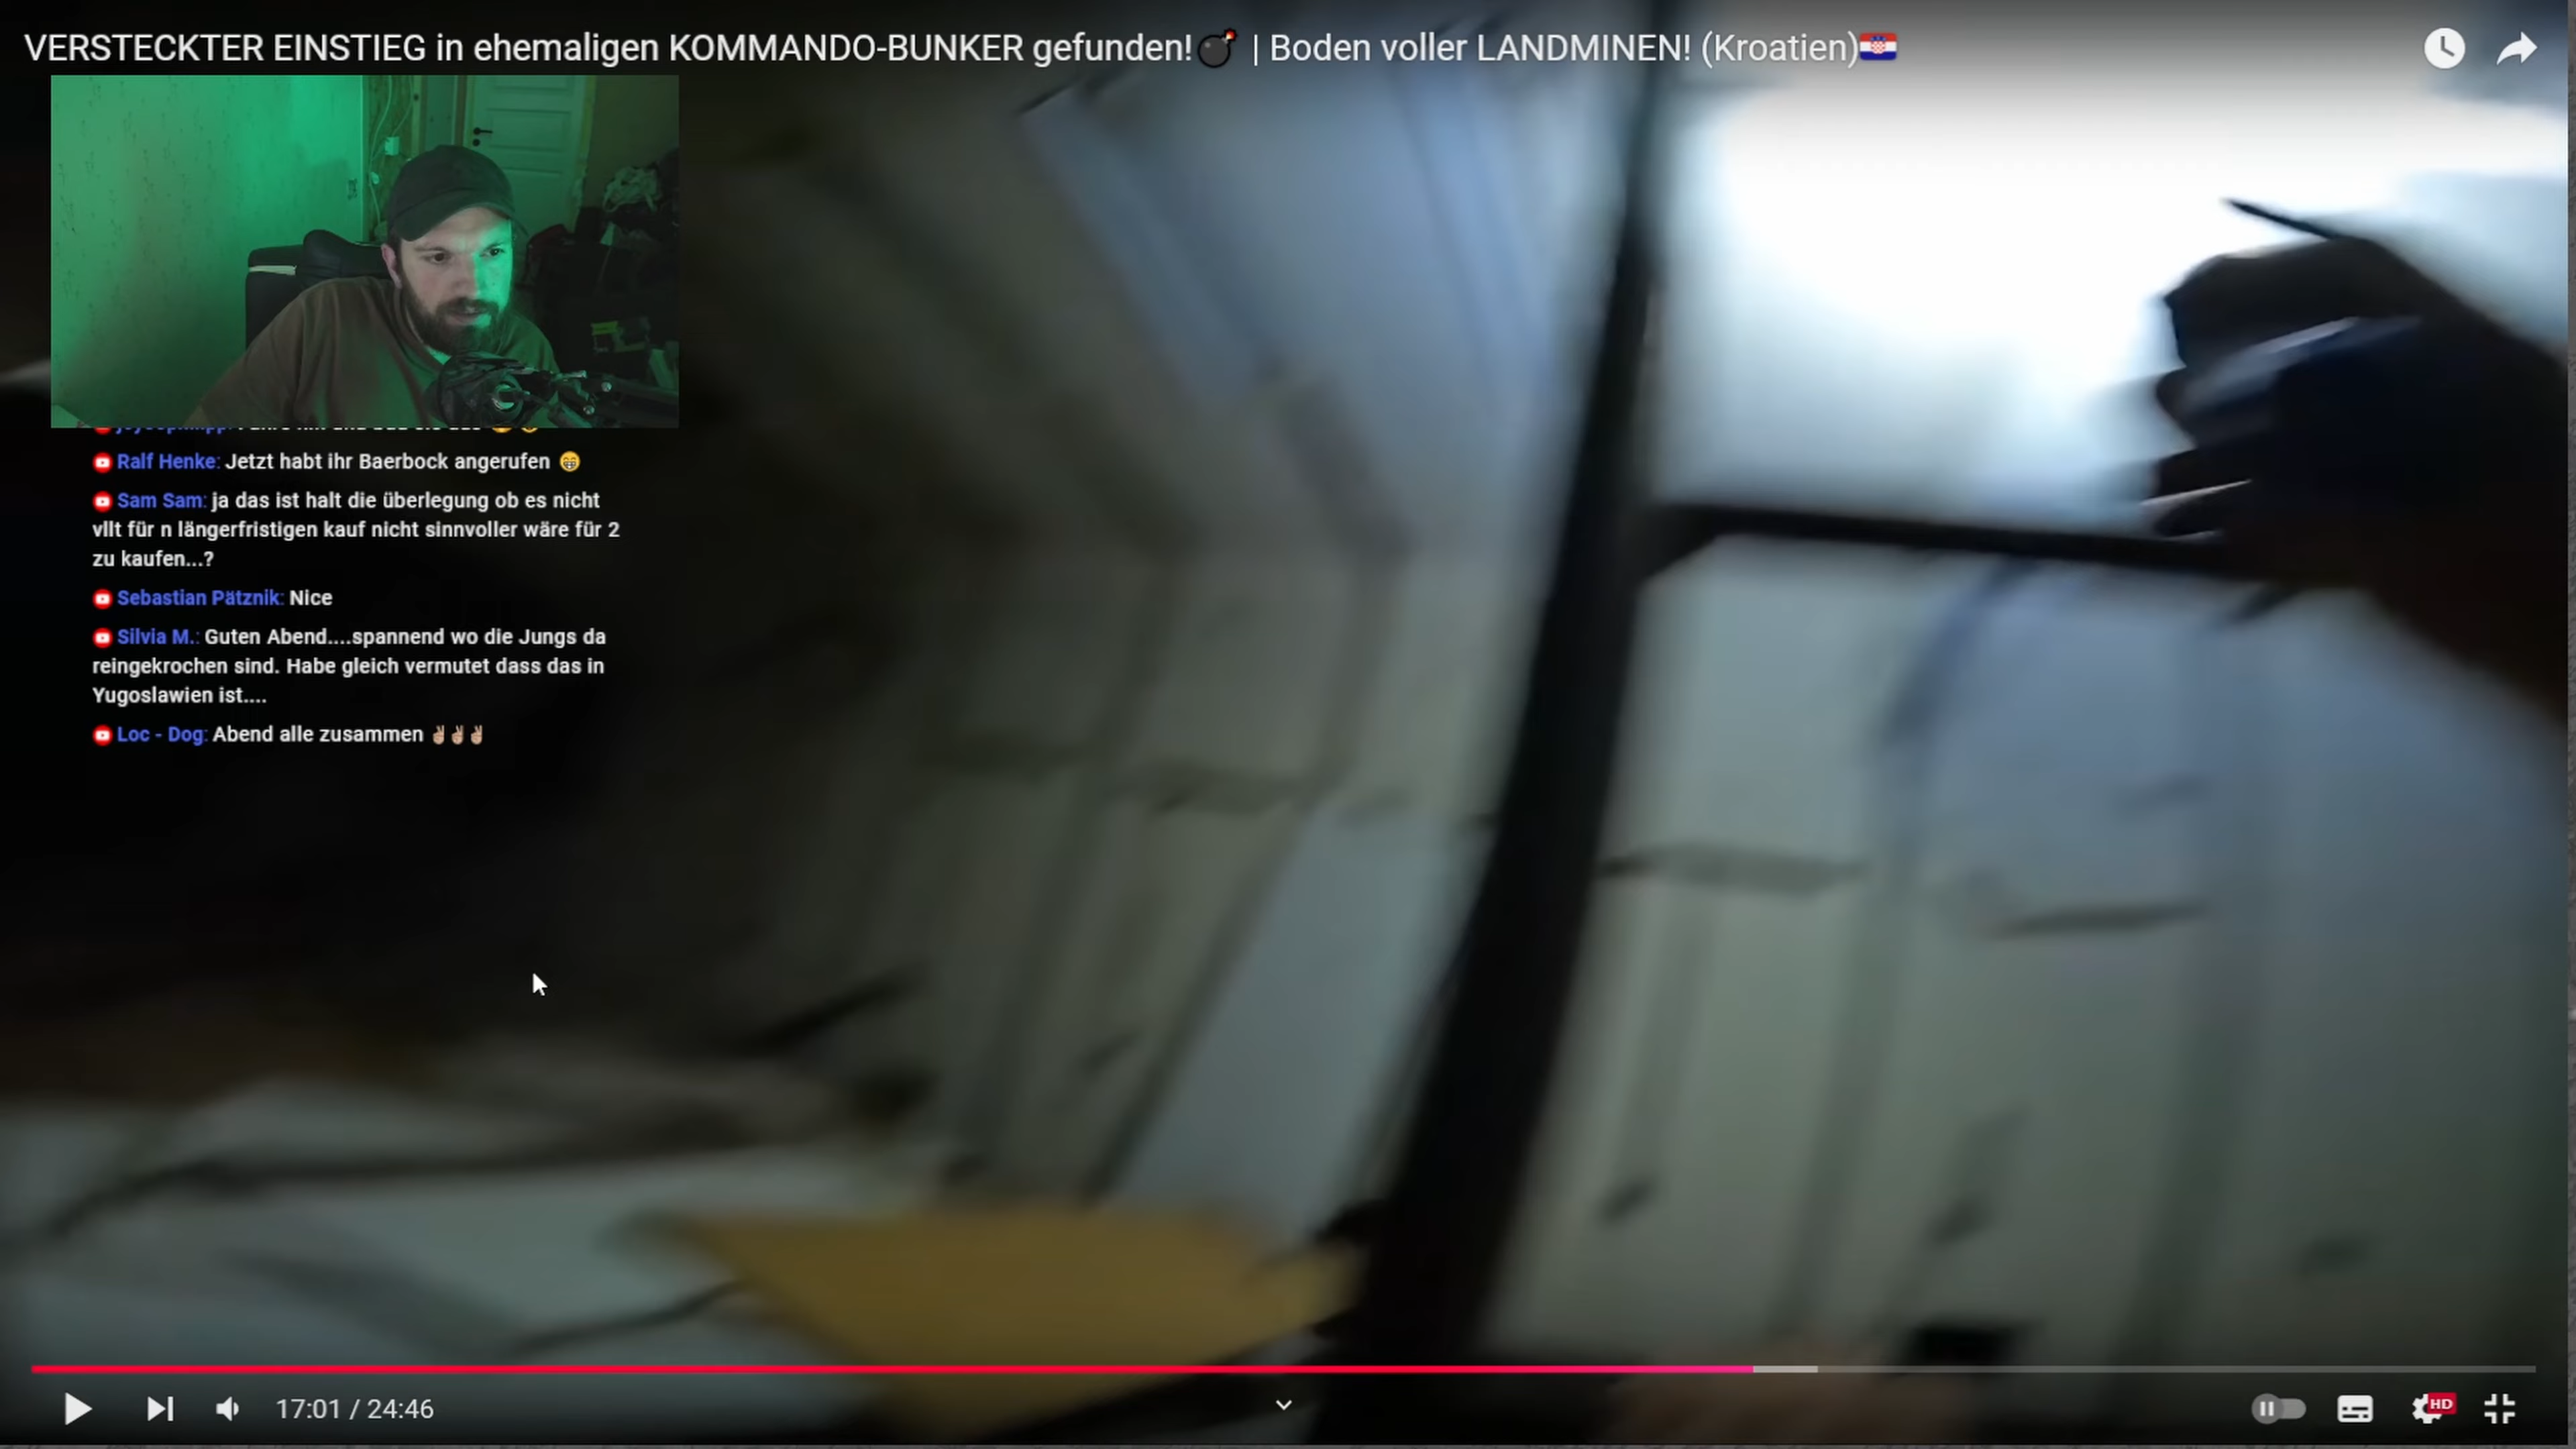 VERSTECKTER EINSTIEG in ehemaligen KOMMANDO-BUNKER gefunden!💣 | Boden voller LANDMINEN! (Kroatien)🇭🇷
Ralf Henke: Jetzt habt ihr Baerbock angerufen 😁
Sam Sam: ja das ist halt die überlegung ob es nicht
vllt für n längerfristigen kauf nicht sinnvoller wäre für 2
zu kaufen...?
Sebastian Pätznik: Nice
Silvia M.: Guten Abend....spannend wo die Jungs da
reingekrochen sind. Habe gleich vermutet dass das in
Yugoslawien ist....
Loc - Dog: Abend alle zusammen ✌🏼✌🏼✌🏼
17:01 / 24:46
HD